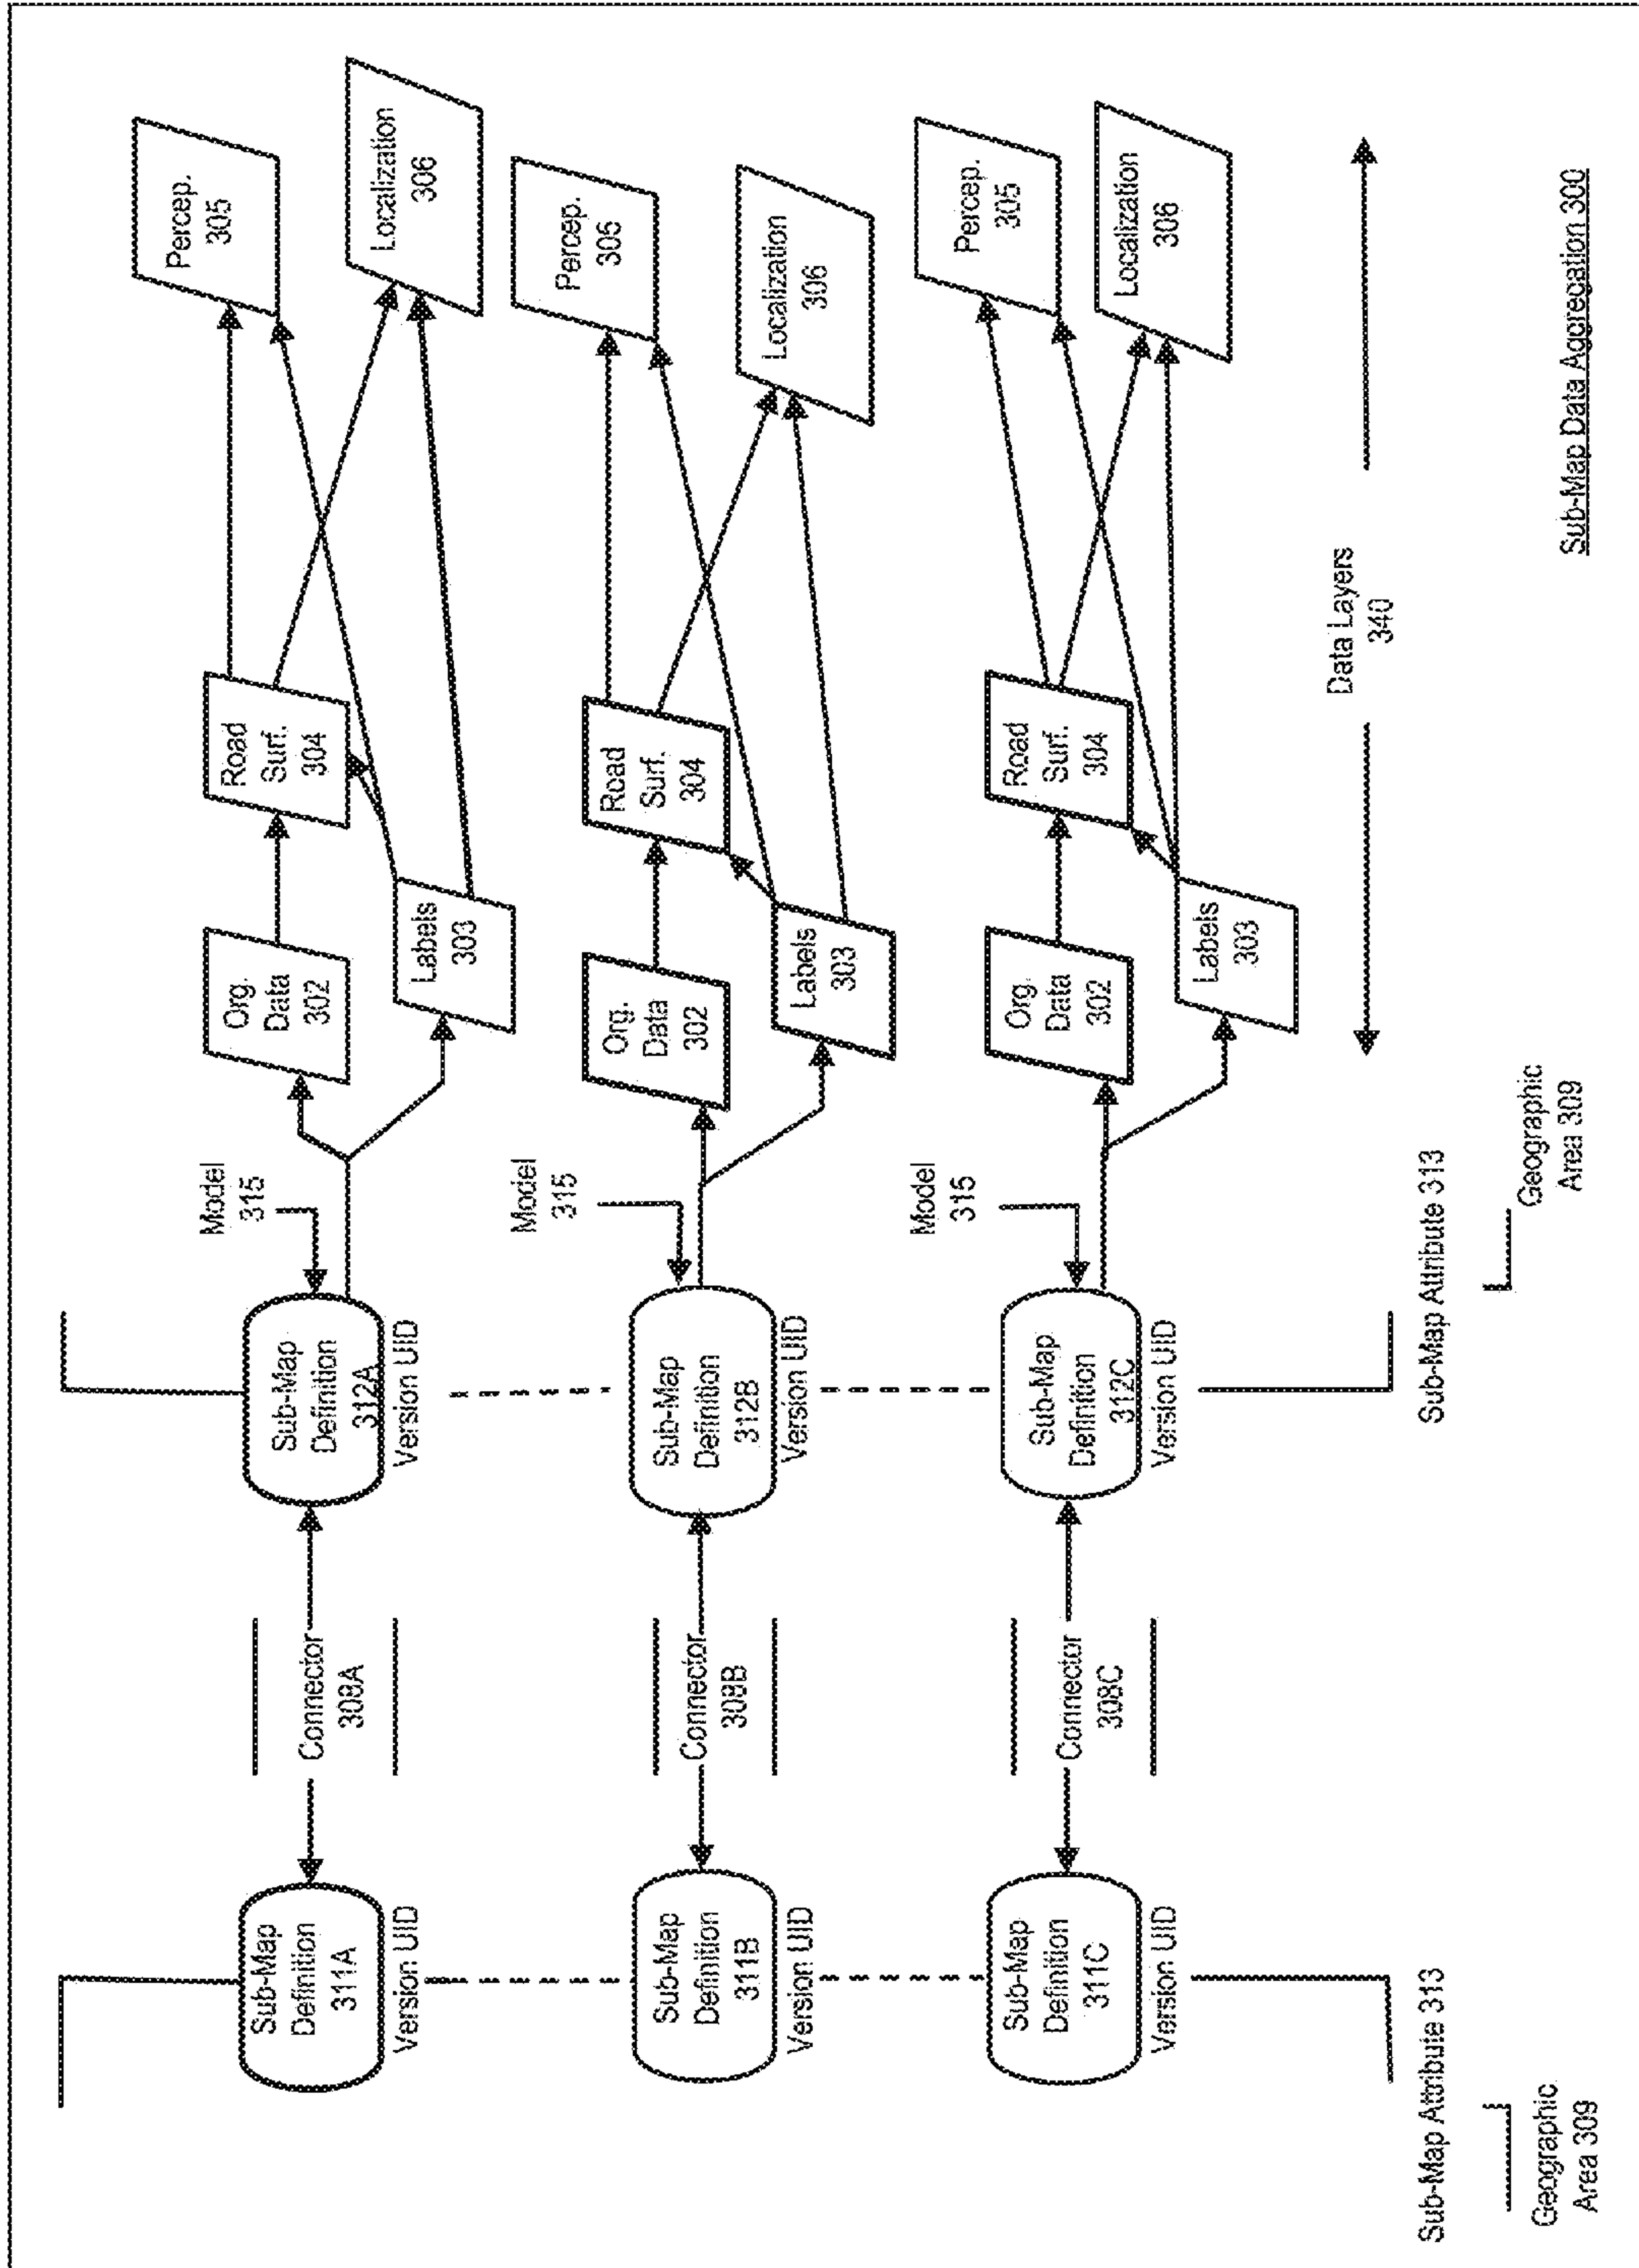 Sub-Map
Definition
311A
Version UID
Connector
308A
Sub-Map
Definition
312A
Version UID
Model
315
Org.
Data
302
Labels
303
Road
Surf.
304
Percep.
305
Localization
306
Sub-Map
Definition
311B
Version UID
Connector
308B
Sub-Map
Definition
312B
Version UID
Model
315
Org.
Data
302
Labels
303
Road
Surf.
304
Percep.
305
Localization
306
Sub-Map
Definition
311C
Version UID
Connector
308C
Sub-Map
Definition
312C
Version UID
Model
315
Org.
Data
302
Labels
303
Road
Surf.
304
Percep.
305
Localization
306
Data Layers
340
Sub-Map Attribute 313
Geographic
Area 309
Sub-Map Attribute 313
Geographic
Area 309
Sub-Map Data Aggregation 300